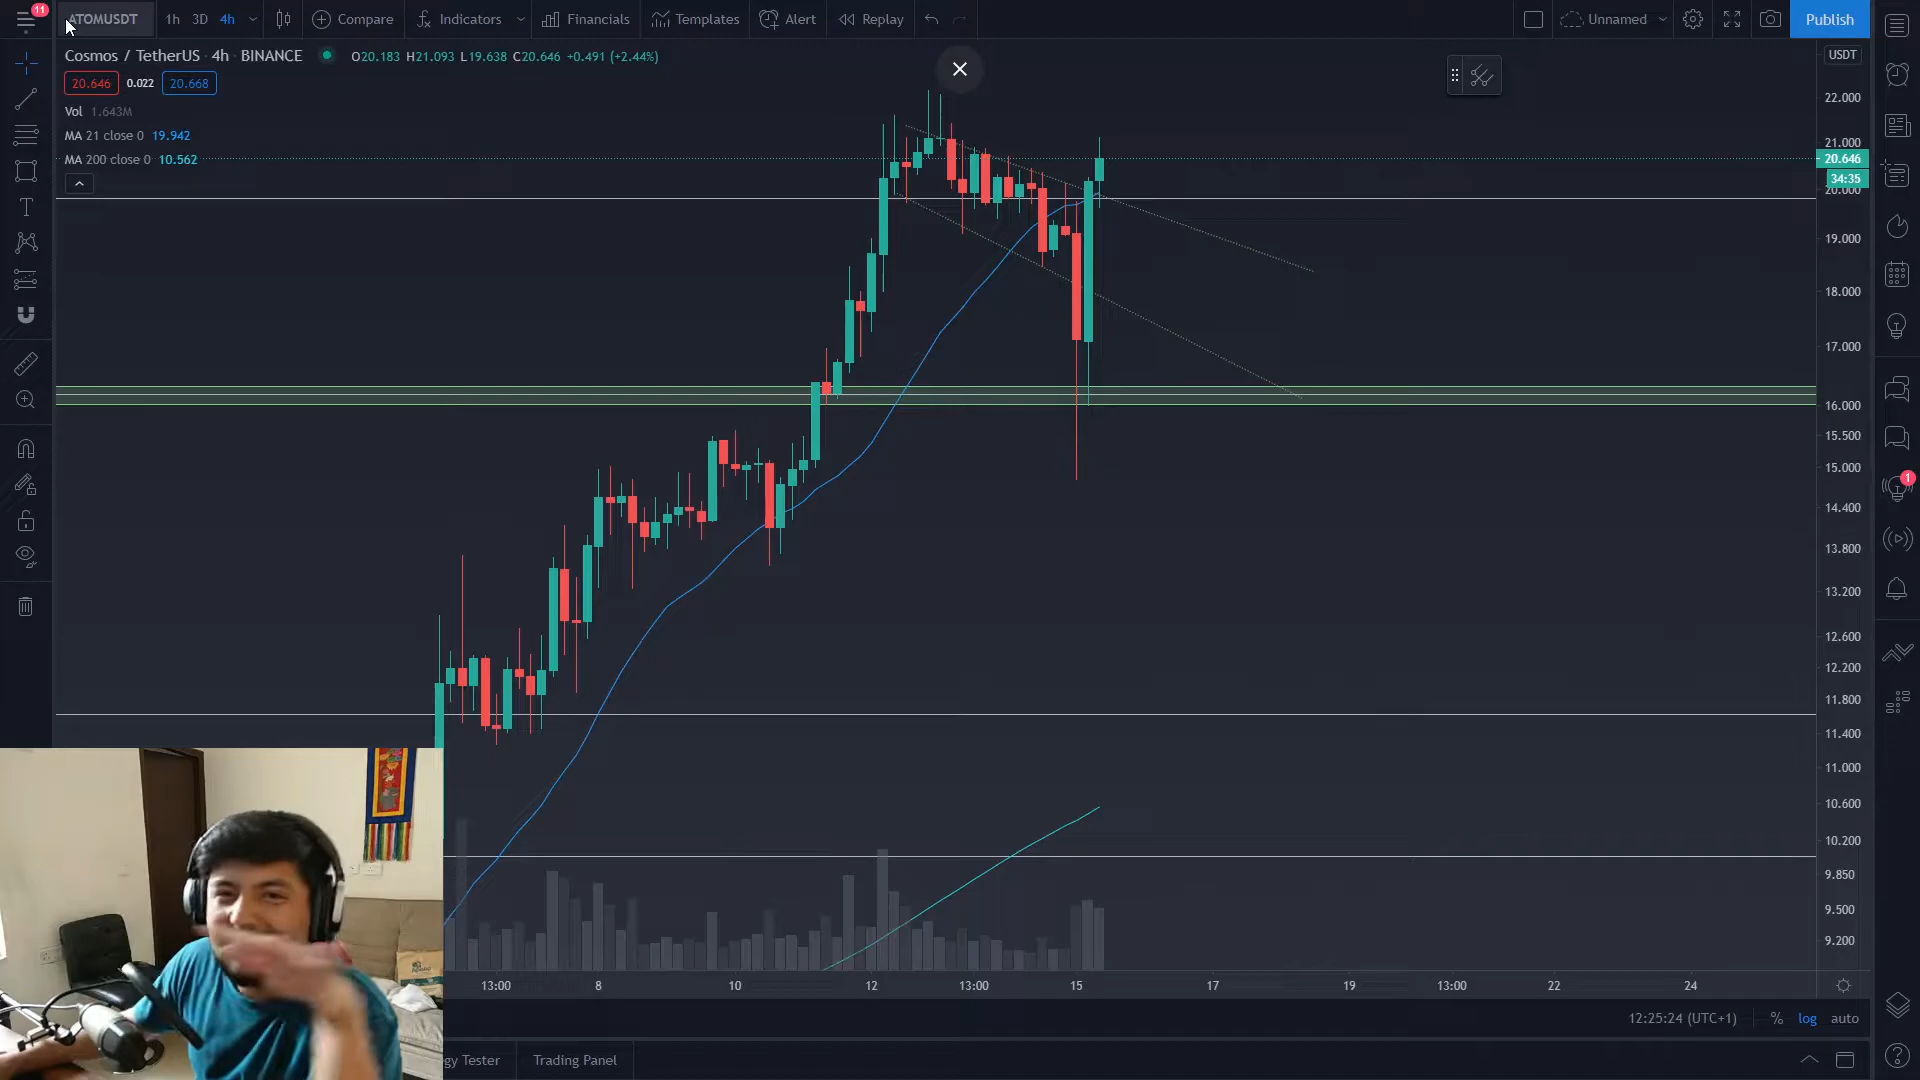 11
ATOMUSDT 1h 3D 4h Compare Indicators Financials Templates Alert Replay Unnamed Publish
Cosmos / TetherUS · 4h · BINANCE O20.183 H21.093 L19.638 C20.646 +0.491 (+2.44%)
20.646 0.022 20.668
Vol 1.643M
MA 21 close 0 19.942
MA 200 close 0 10.562
USDT
22.000
21.000
20.646
34:35
20.000
19.000
18.000
17.000
16.000
15.500
15.000
14.400
13.800
13.200
12.600
12.200
11.800
11.400
11.000
10.600
10.200
9.850
9.500
9.200
1
13:00 8 10 12 13:00 15 17 19 13:00 22 24
12:25:24 (UTC+1) % log auto
gy Tester Trading Panel